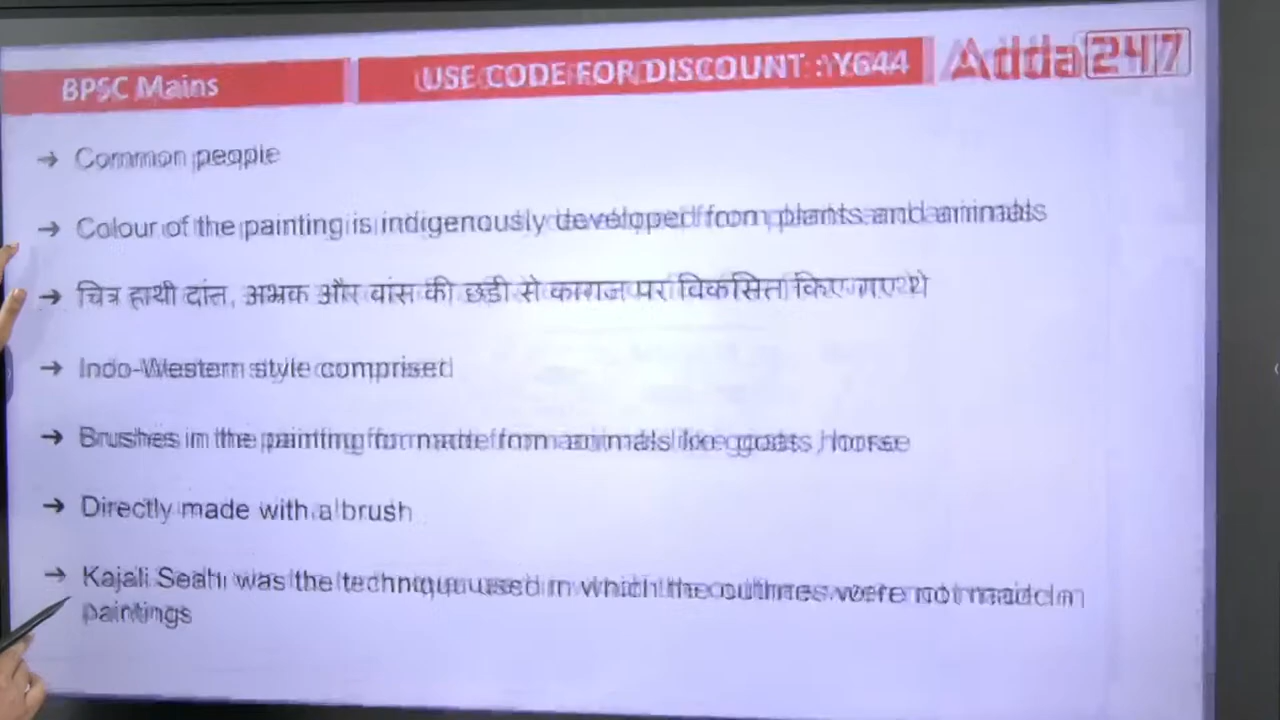 BPSC Mains
USE CODE FOR DISCOUNT :Y644
Adda 247
→ Common people
→ Colour of the painting is indigenously developed from plants and animals
→ चित्र हाथी दांत, अभ्रक और बांस की छडी से कागज पर विकसित किए गए थे
→ Indo-Western style comprised
→ Brushes in the painting for made from animals like goats, Horse
→ Directly made with a brush
→ Kajali Seahi was the technique used in which the outlines were not made in
paintings